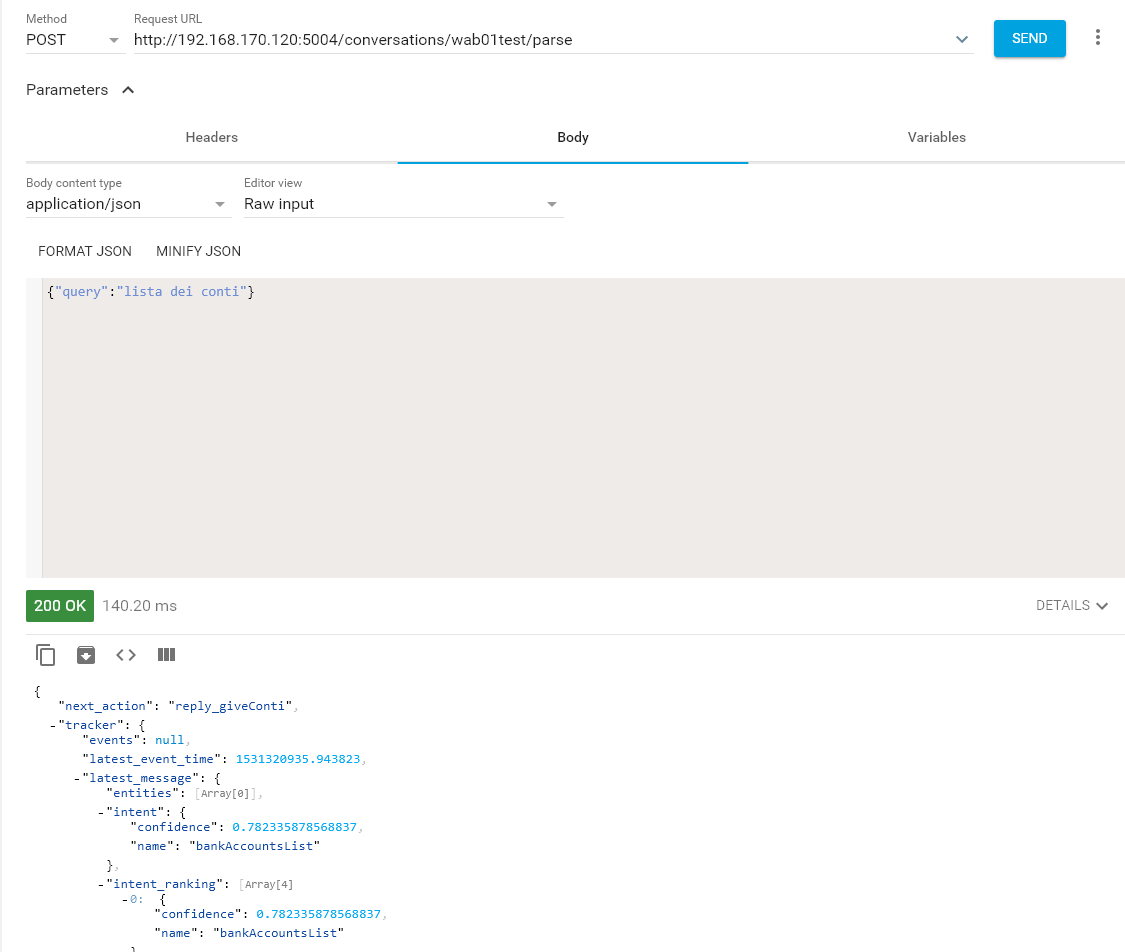 Method
Request URL
POST
http://192.168.170.120:5004/conversations/wab01test/parse
SEND
Parameters
Headers
Body
Variables
Body content type
Editor view
application/json
Raw input
FORMAT JSON
MINIFY JSON
{"query":"lista dei conti"}
200 OK
140.20 ms
DETAILS
{
"next_action": "reply_giveConti",
-"tracker": {
"events": null,
"latest_event_time": 1531320935.943823,
-"latest_message": {
"entities": [Array[0]],
-"intent": {
"confidence": 0.782335878568837,
"name": "bankAccountsList"
},
-"intent_ranking": [Array[4]
-0: {
"confidence": 0.782335878568837,
"name": "bankAccountsList"
}